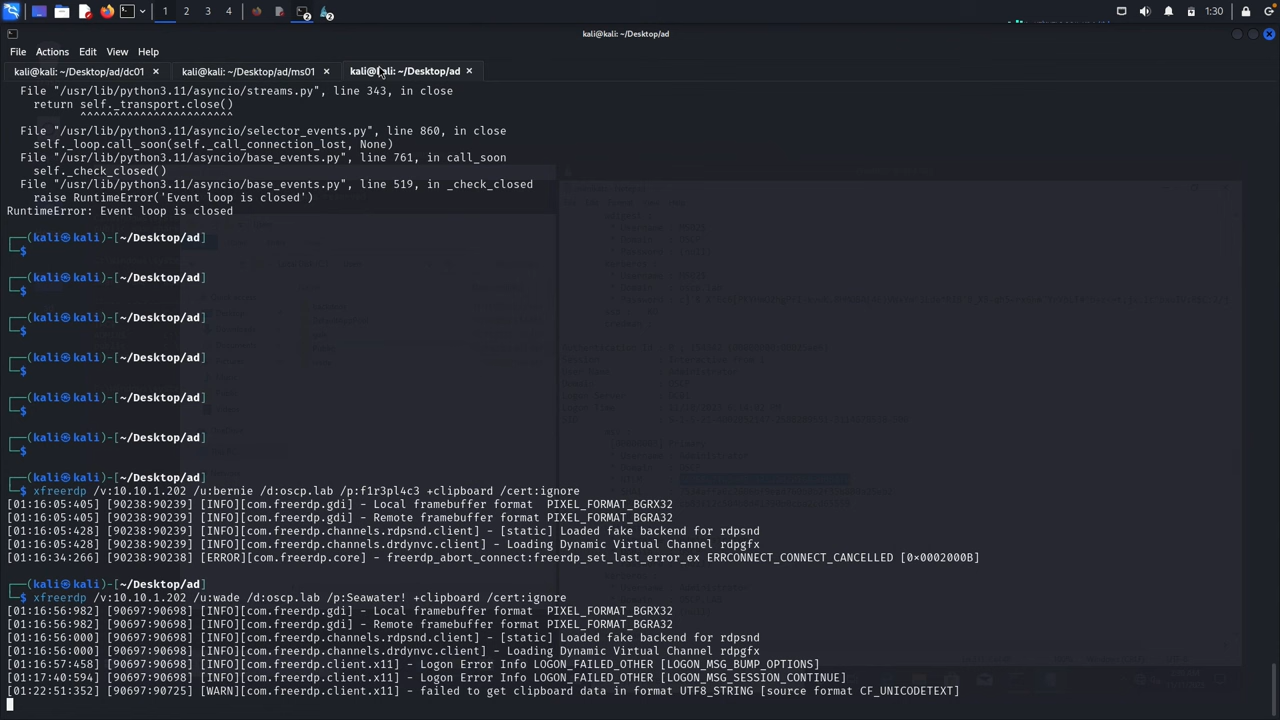 1 2 3 4
1:30
kali@kali: ~/Desktop/ad
File Actions Edit View Help
kali@kali: ~/Desktop/ad/dc01 × kali@kali: ~/Desktop/ad/ms01 × kali@kali: ~/Desktop/ad ×
File "/usr/lib/python3.11/asyncio/streams.py", line 343, in close
return self._transport.close()
^^^^^^^^^^^^^^^^^^^^^^^
File "/usr/lib/python3.11/asyncio/selector_events.py", line 860, in close
self._loop.call_soon(self._call_connection_lost, None)
File "/usr/lib/python3.11/asyncio/base_events.py", line 761, in call_soon
self._check_closed()
File "/usr/lib/python3.11/asyncio/base_events.py", line 519, in _check_closed
raise RuntimeError('Event loop is closed')
RuntimeError: Event loop is closed
┌──(kali㉿kali)-[~/Desktop/ad]
└─$
┌──(kali㉿kali)-[~/Desktop/ad]
└─$
┌──(kali㉿kali)-[~/Desktop/ad]
└─$
┌──(kali㉿kali)-[~/Desktop/ad]
└─$
┌──(kali㉿kali)-[~/Desktop/ad]
└─$
┌──(kali㉿kali)-[~/Desktop/ad]
└─$
┌──(kali㉿kali)-[~/Desktop/ad]
└─$ xfreerdp /v:10.10.1.202 /u:bernie /d:oscp.lab /p:f1r3pl4c3 +clipboard /cert:ignore
[01:16:05:405] [90238:90239] [INFO][com.freerdp.gdi] - Local framebuffer format  PIXEL_FORMAT_BGRX32
[01:16:05:405] [90238:90239] [INFO][com.freerdp.gdi] - Remote framebuffer format PIXEL_FORMAT_BGRA32
[01:16:05:428] [90238:90239] [INFO][com.freerdp.channels.rdpsnd.client] - [static] Loaded fake backend for rdpsnd
[01:16:05:428] [90238:90239] [INFO][com.freerdp.channels.drdynvc.client] - Loading Dynamic Virtual Channel rdpgfx
[01:16:34:266] [90238:90238] [ERROR][com.freerdp.core] - freerdp_abort_connect:freerdp_set_last_error_ex ERRCONNECT_CONNECT_CANCELLED [0×0002000B]
┌──(kali㉿kali)-[~/Desktop/ad]
└─$ xfreerdp /v:10.10.1.202 /u:wade /d:oscp.lab /p:Seawater! +clipboard /cert:ignore
[01:16:56:982] [90697:90698] [INFO][com.freerdp.gdi] - Local framebuffer format  PIXEL_FORMAT_BGRX32
[01:16:56:982] [90697:90698] [INFO][com.freerdp.gdi] - Remote framebuffer format PIXEL_FORMAT_BGRA32
[01:16:56:000] [90697:90698] [INFO][com.freerdp.channels.rdpsnd.client] - [static] Loaded fake backend for rdpsnd
[01:16:56:000] [90697:90698] [INFO][com.freerdp.channels.drdynvc.client] - Loading Dynamic Virtual Channel rdpgfx
[01:16:57:458] [90697:90698] [INFO][com.freerdp.client.x11] - Logon Error Info LOGON_FAILED_OTHER [LOGON_MSG_BUMP_OPTIONS]
[01:17:40:594] [90697:90698] [INFO][com.freerdp.client.x11] - Logon Error Info LOGON_FAILED_OTHER [LOGON_MSG_SESSION_CONTINUE]
[01:22:51:352] [90697:90725] [WARN][com.freerdp.client.x11] - failed to get clipboard data in format UTF8_STRING [source format CF_UNICODETEXT]